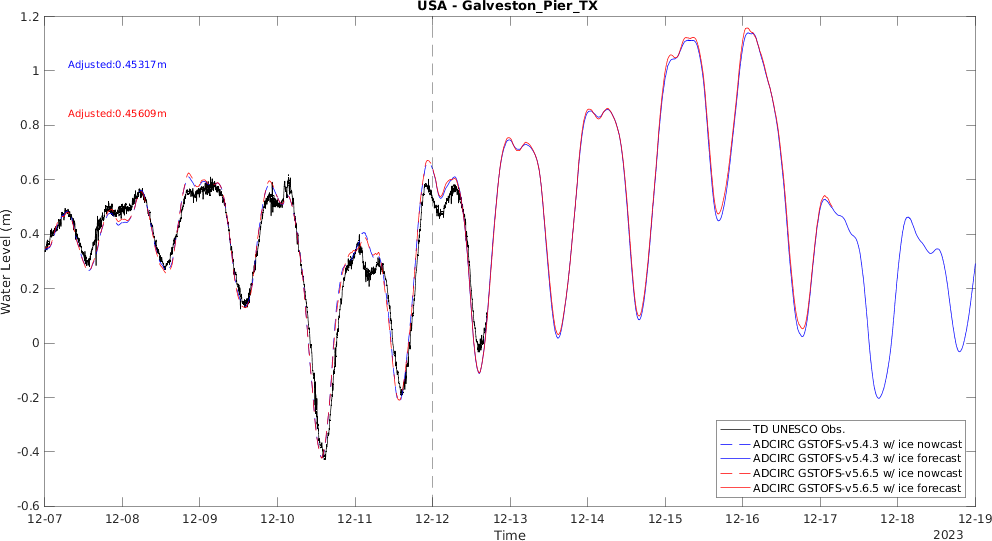 USA - Galveston_Pier_TX
Adjusted:0.45317m
Adjusted:0.45609m
Water Level (m)
1.2
1
0.8
0.6
0.4
0.2
0
-0.2
-0.4
-0.6
TD UNESCO Obs.
ADCIRC GSTOFS-v5.4.3 w/ ice nowcast
ADCIRC GSTOFS-v5.4.3 w/ ice forecast
ADCIRC GSTOFS-v5.6.5 w/ ice nowcast
ADCIRC GSTOFS-v5.6.5 w/ ice forecast
12-07 12-08 12-09 12-10 12-11 12-12 12-13 12-14 12-15 12-16 12-17 12-18 12-19
Time
2023